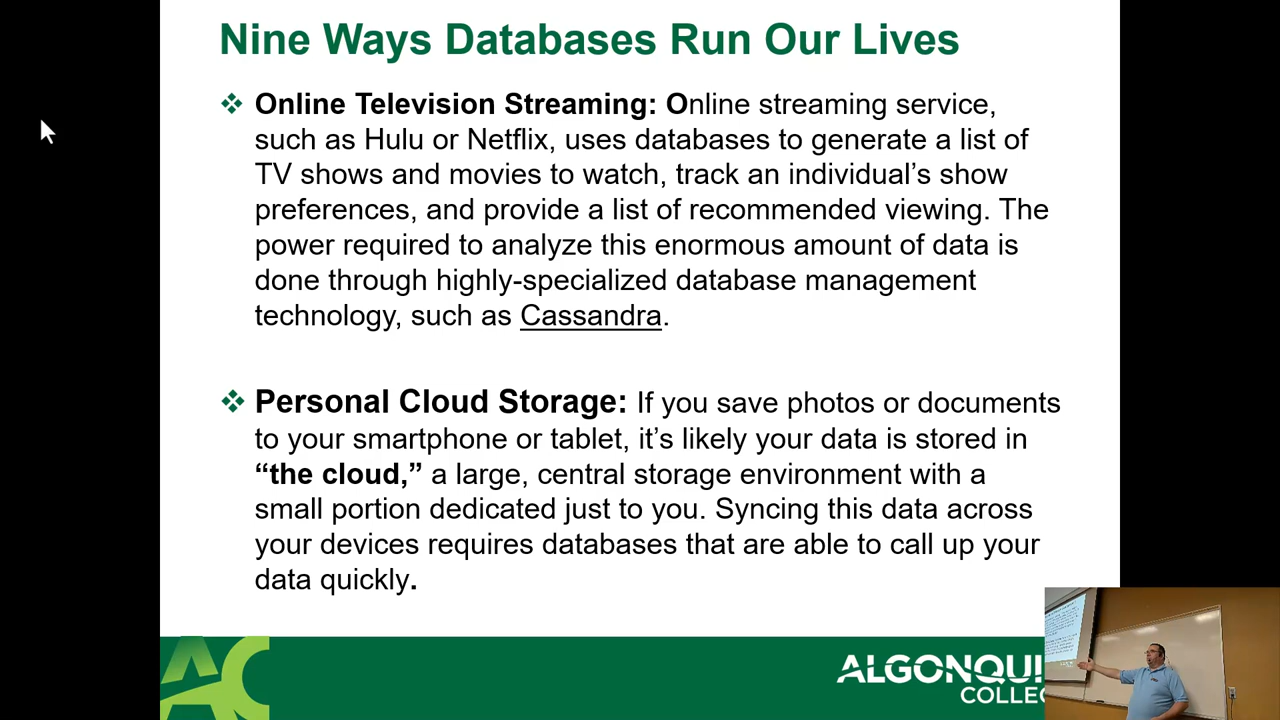 Nine Ways Databases Run Our Lives
Online Television Streaming: Online streaming service,
such as Hulu or Netflix, uses databases to generate a list of
TV shows and movies to watch, track an individual’s show
preferences, and provide a list of recommended viewing. The
power required to analyze this enormous amount of data is
done through highly-specialized database management
technology, such as Cassandra.
Personal Cloud Storage: If you save photos or documents
to your smartphone or tablet, it’s likely your data is stored in
“the cloud,” a large, central storage environment with a
small portion dedicated just to you. Syncing this data across
your devices requires databases that are able to call up your
data quickly.
AC
ALGONQUI
COLLE